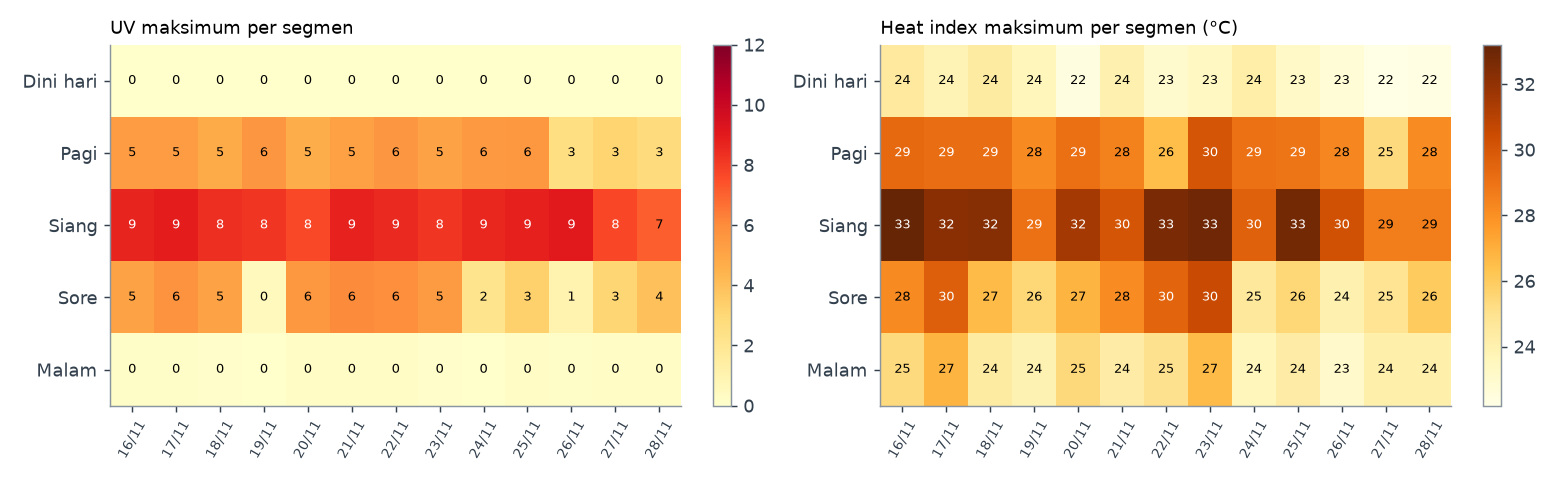 UV maksimum per segmen
Dini hari 0 0 0 0 0 0 0 0 0 0 0 0 0
Pagi 5 5 5 6 5 5 6 5 6 6 3 3 3
Siang 9 9 8 8 8 9 9 8 9 9 9 8 7
Sore 5 6 5 0 6 6 6 5 2 3 1 3 4
Malam 0 0 0 0 0 0 0 0 0 0 0 0 0
16/11 17/11 18/11 19/11 20/11 21/11 22/11 23/11 24/11 25/11 26/11 27/11 28/11
12
10
8
6
4
2
0
Heat index maksimum per segmen (°C)
Dini hari 24 24 24 24 22 24 23 23 24 23 23 22 22
Pagi 29 29 29 28 29 28 26 30 29 29 28 25 28
Siang 33 32 32 29 32 30 33 33 30 33 30 29 29
Sore 28 30 27 26 27 28 30 30 25 26 24 25 26
Malam 25 27 24 24 25 24 25 27 24 24 23 24 24
16/11 17/11 18/11 19/11 20/11 21/11 22/11 23/11 24/11 25/11 26/11 27/11 28/11
32
30
28
26
24